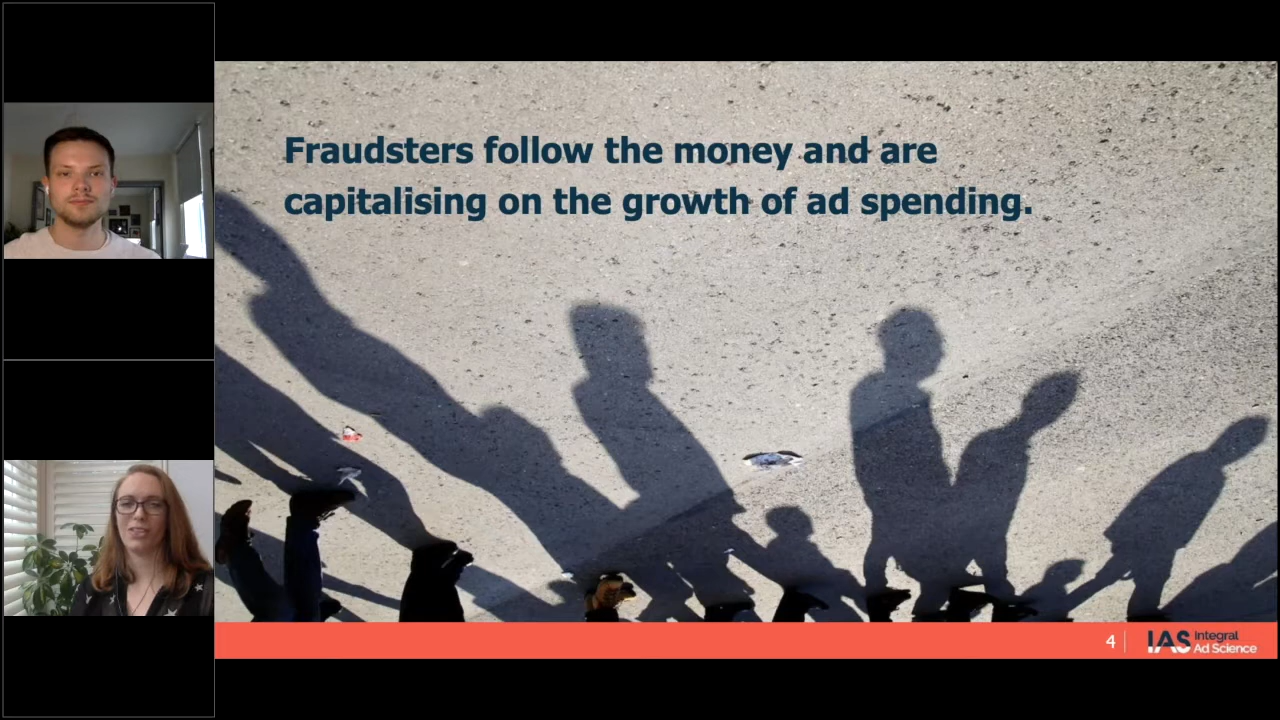 Fraudsters follow the money and are
capitalising on the growth of ad spending.
4
IAS Integral
Ad Science